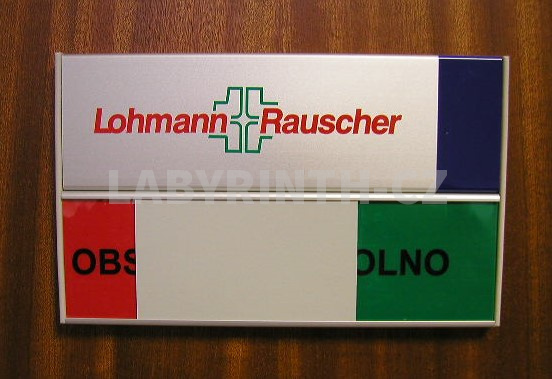 Lohmann Rauscher
LABYRINTH-CZ
OBS OLNO